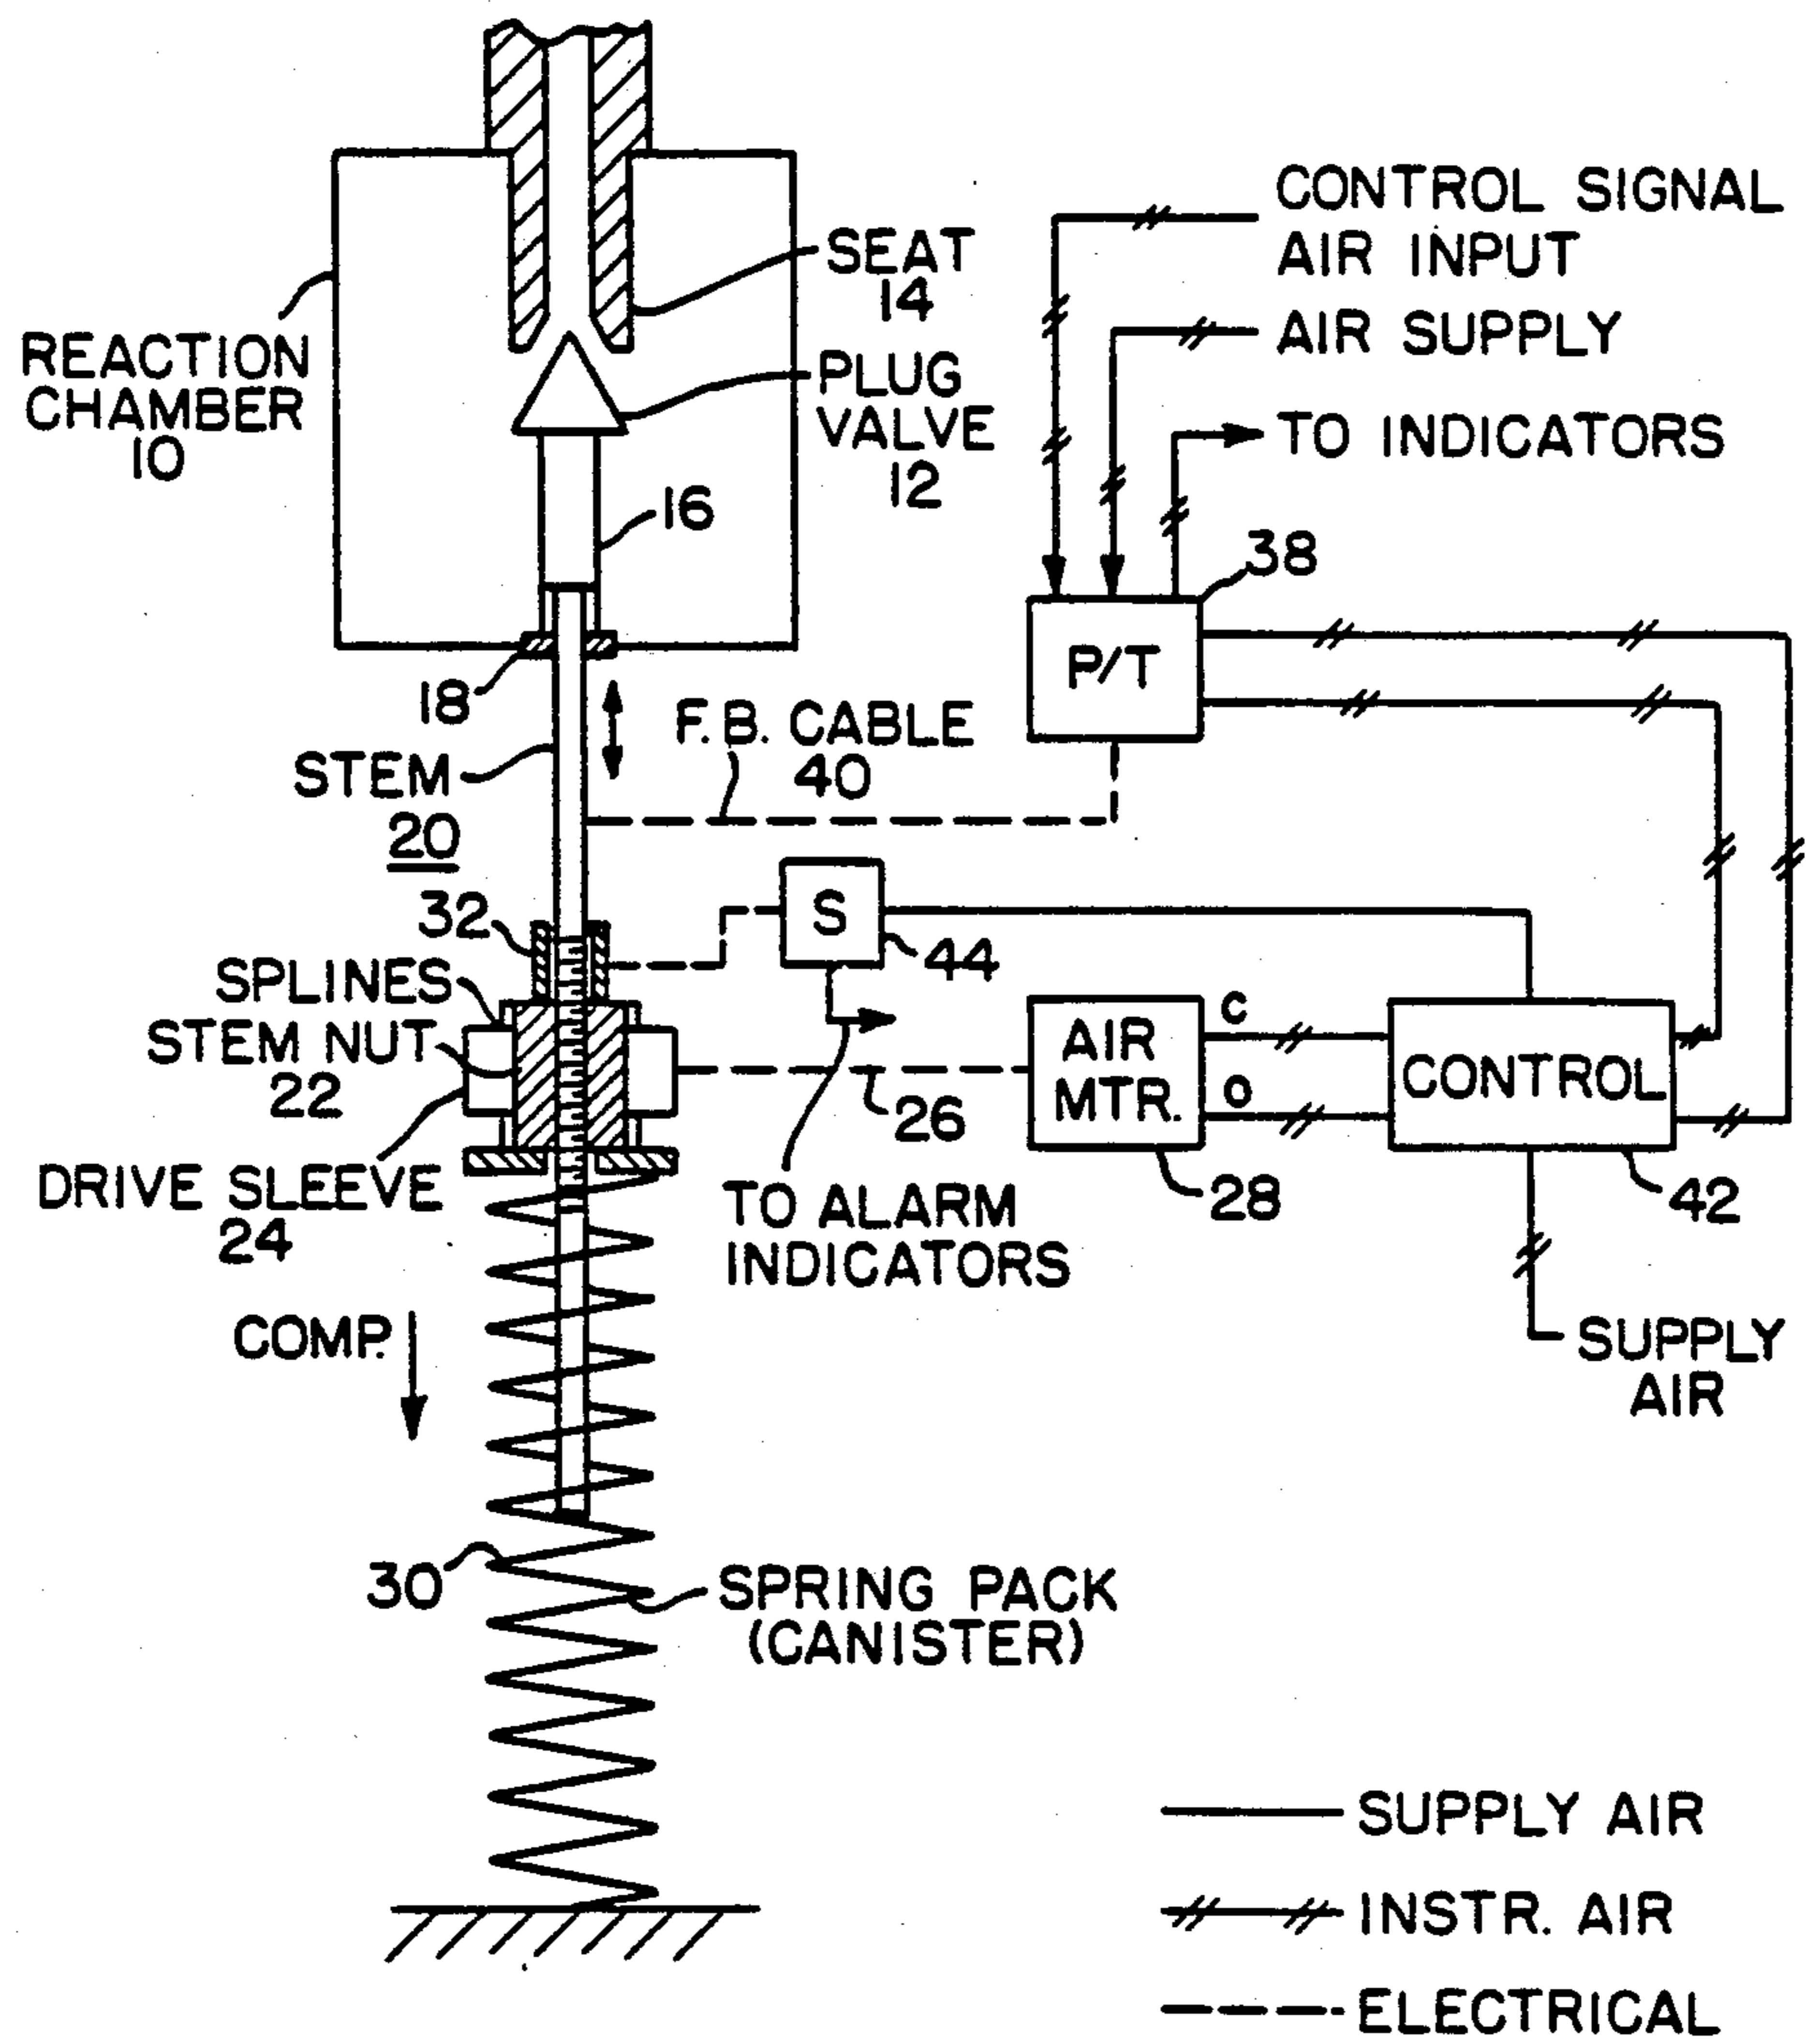 REACTION
CHAMBER
10
SEAT
14
PLUG
VALVE
12
16
18
STEM
20
F.B. CABLE
40
CONTROL SIGNAL
AIR INPUT
AIR SUPPLY
TO INDICATORS
38
P/T
32
S
44
SPLINES
STEM NUT
22
DRIVE SLEEVE
24
26
AIR
MTR.
28
C
O
CONTROL
42
TO ALARM
INDICATORS
SUPPLY
AIR
COMP.
30
SPRING PACK
(CANISTER)
SUPPLY AIR
INSTR. AIR
ELECTRICAL